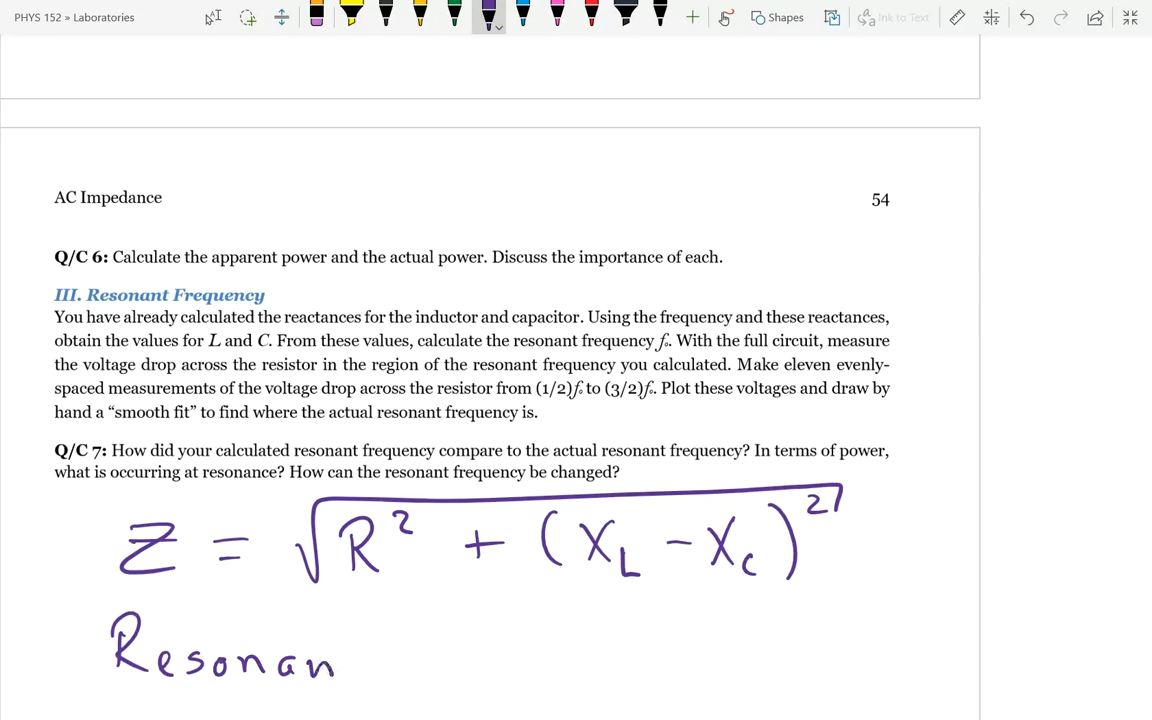 PHYS 152 » Laboratories
Shapes
Ink to Text
AC Impedance
54
Q/C 6: Calculate the apparent power and the actual power. Discuss the importance of each.
III. Resonant Frequency
You have already calculated the reactances for the inductor and capacitor. Using the frequency and these reactances,
obtain the values for L and C. From these values, calculate the resonant frequency fₒ. With the full circuit, measure
the voltage drop across the resistor in the region of the resonant frequency you calculated. Make eleven evenly-
spaced measurements of the voltage drop across the resistor from (1/2)fₒ to (3/2)fₒ. Plot these voltages and draw by
hand a “smooth fit” to find where the actual resonant frequency is.
Q/C 7: How did your calculated resonant frequency compare to the actual resonant frequency? In terms of power,
what is occurring at resonance? How can the resonant frequency be changed?
Z = √(R² + (X_L - X_C)²)
Resonan